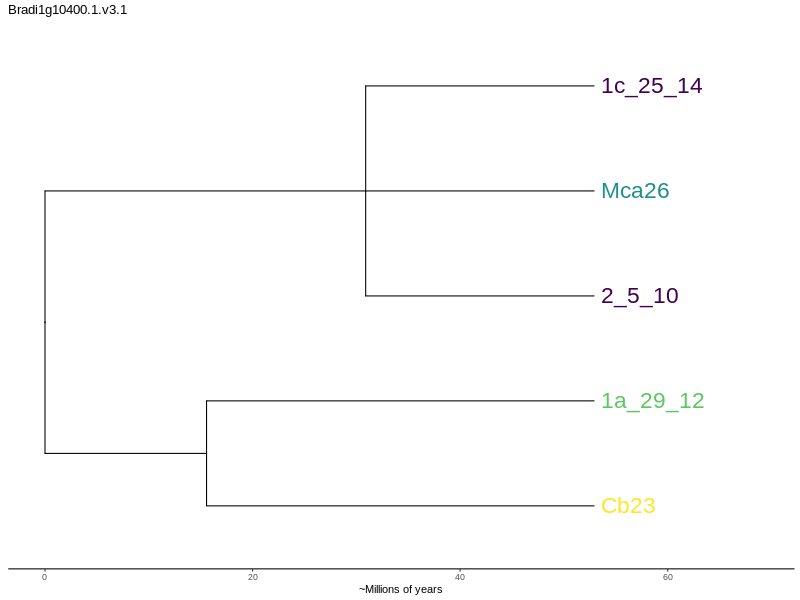 Bradi1g10400.1.v3.1
1c_25_14
Mca26
2_5_10
1a_29_12
Cb23
0 20 40 60
~Millions of years